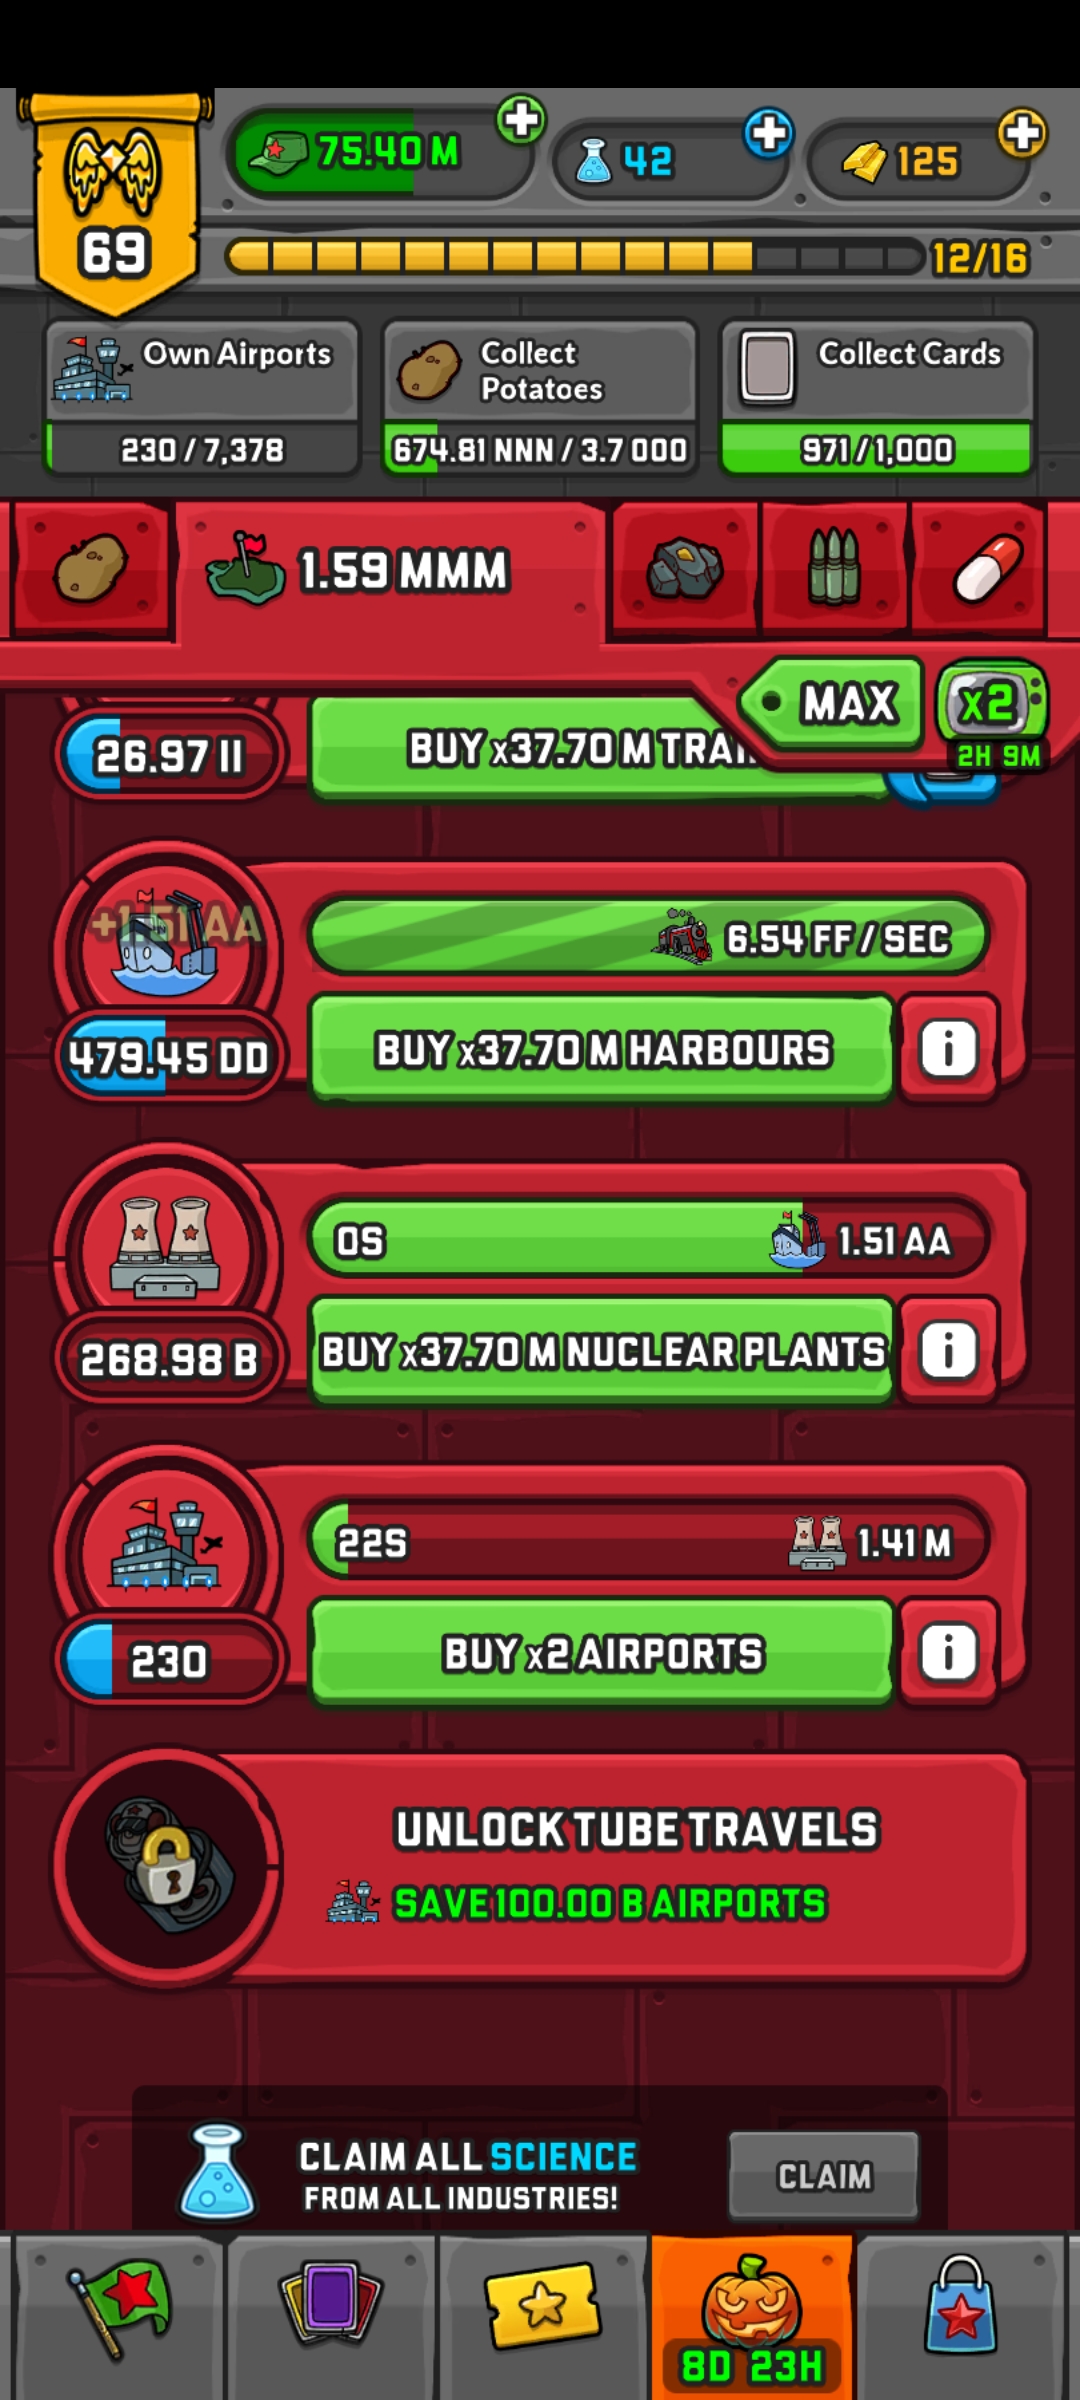 69
75.40 M
42
125
12/16
Own Airports
230 / 7,378
Collect
Potatoes
674.81 NNN / 3.7 OOO
Collect Cards
971 / 1,000
1.59 MMM
MAX
x2
2H 9M
26.97 II
BUY x37.70 M
+1.51 AA
6.54 FF / SEC
479.45 DD
BUY x37.70 M HARBOURS
i
0S
1.51 AA
268.98 B
BUY x37.70 M NUCLEAR PLANTS
i
22S
1.41 M
230
BUY x2 AIRPORTS
i
UNLOCK TUBE TRAVELS
SAVE 100.00 B AIRPORTS
CLAIM ALL SCIENCE
FROM ALL INDUSTRIES!
CLAIM
8D 23H